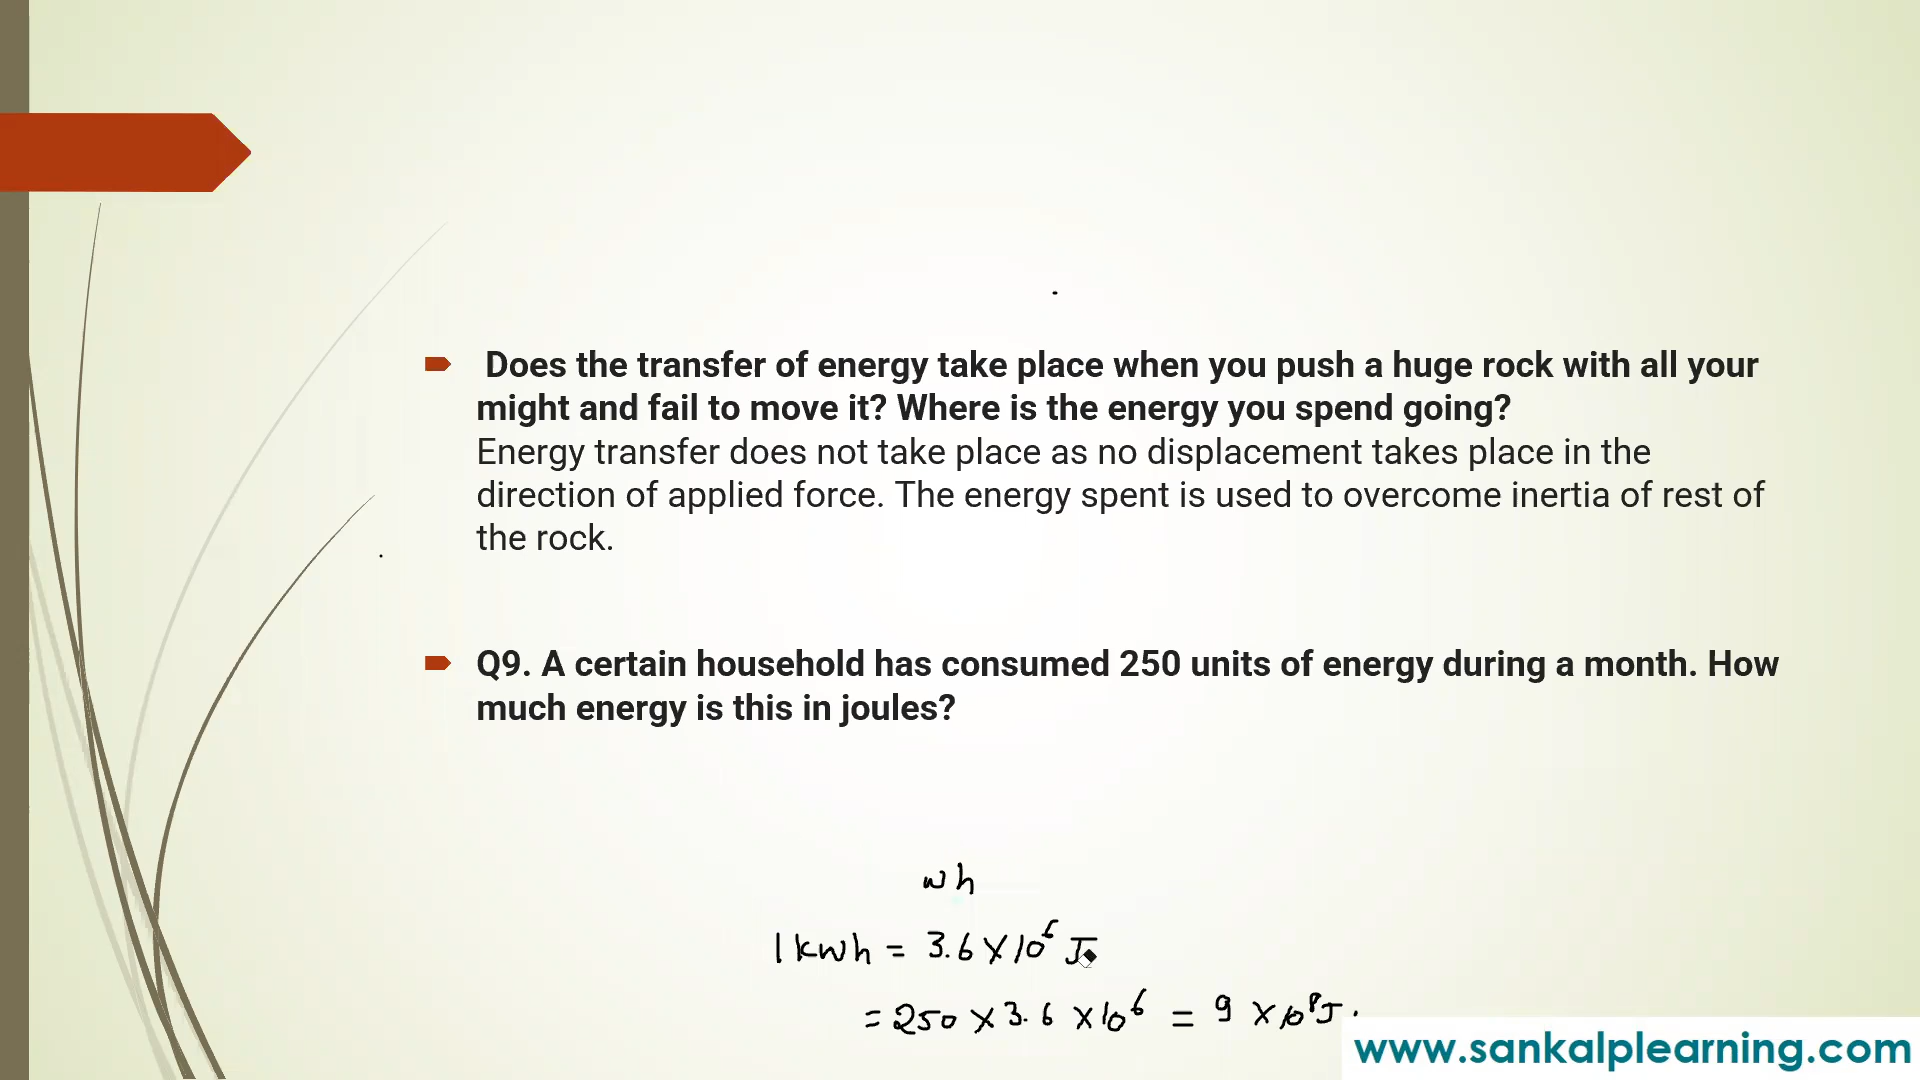 Does the transfer of energy take place when you push a huge rock with all your
might and fail to move it? Where is the energy you spend going?
Energy transfer does not take place as no displacement takes place in the
direction of applied force. The energy spent is used to overcome inertia of rest of
the rock.
Q9. A certain household has consumed 250 units of energy during a month. How
much energy is this in joules?
wh
1 kwh = 3.6 × 10⁶ J
= 250 × 3.6 × 10⁶ = 9 × 10⁸ J.
www.sankalplearning.com